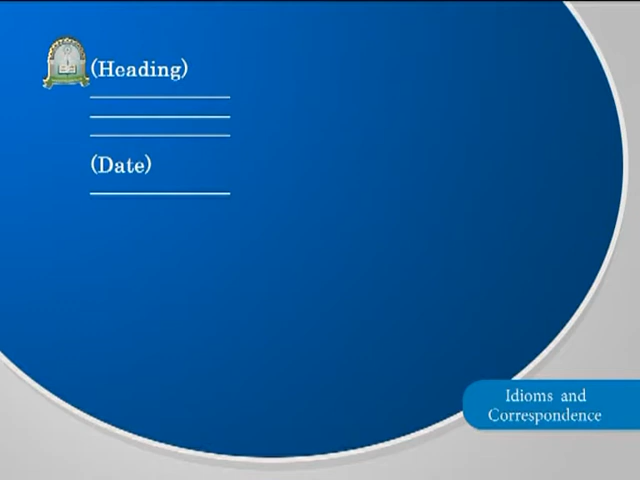 (Heading)
(Date)
Idioms and
Correspondence